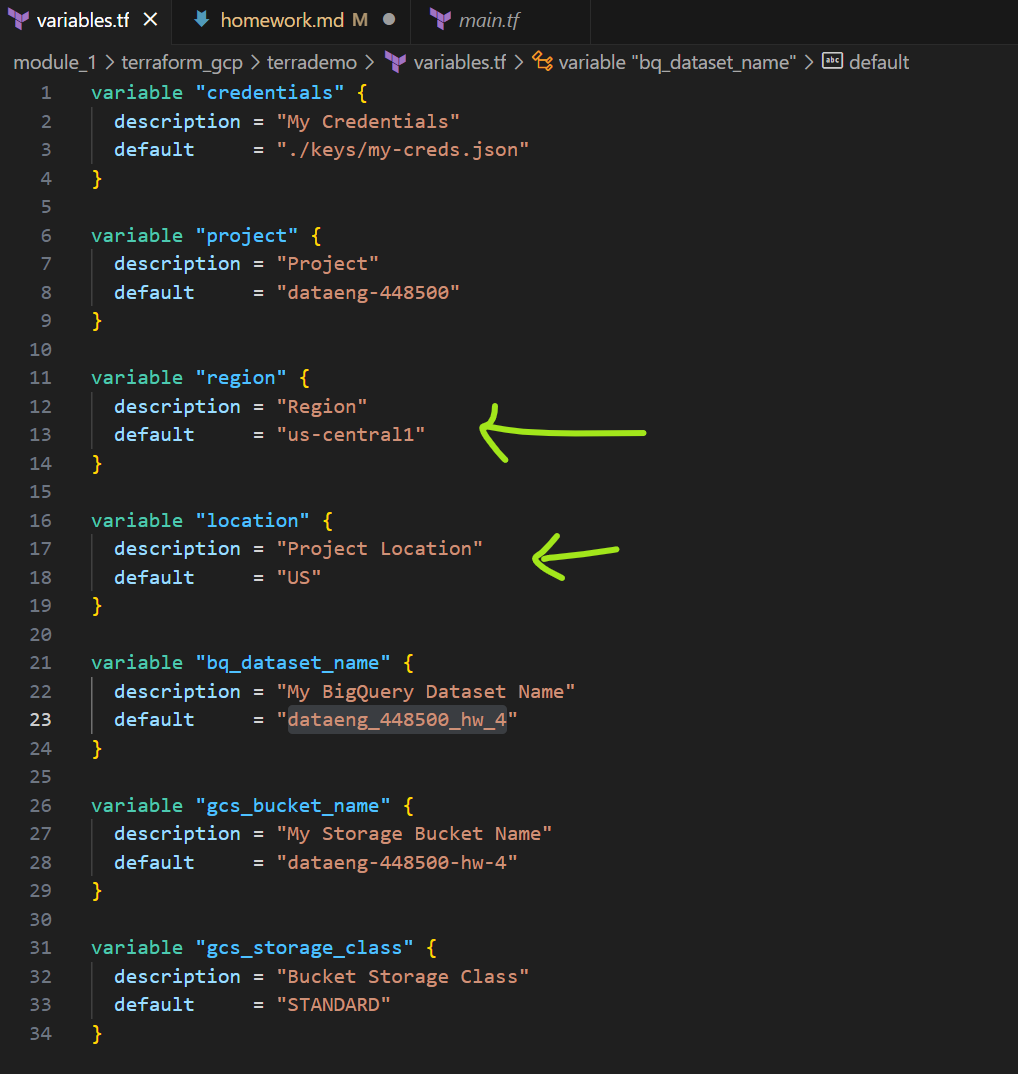 variables.tf
homework.md M
main.tf
module_1 > terraform_gcp > terrademo > variables.tf > variable "bq_dataset_name" > abc default
1 variable "credentials" {
2   description = "My Credentials"
3   default     = "./keys/my-creds.json"
4 }
5
6 variable "project" {
7   description = "Project"
8   default     = "dataeng-448500"
9 }
10
11 variable "region" {
12   description = "Region"
13   default     = "us-central1"
14 }
15
16 variable "location" {
17   description = "Project Location"
18   default     = "US"
19 }
20
21 variable "bq_dataset_name" {
22   description = "My BigQuery Dataset Name"
23   default     = "dataeng_448500_hw_4"
24 }
25
26 variable "gcs_bucket_name" {
27   description = "My Storage Bucket Name"
28   default     = "dataeng-448500-hw-4"
29 }
30
31 variable "gcs_storage_class" {
32   description = "Bucket Storage Class"
33   default     = "STANDARD"
34 }